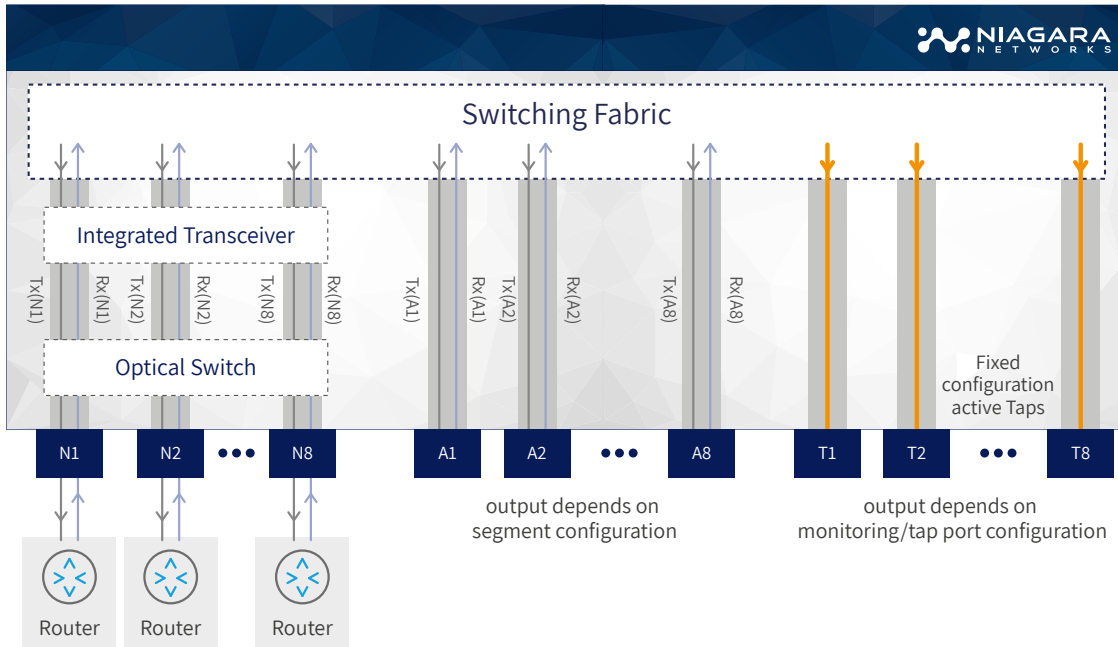 NIAGARA
NETWORKS
Switching Fabric
Integrated Transceiver
Tx(N1)
Rx(N1)
Tx(N2)
Rx(N2)
Tx(N8)
Rx(N8)
Tx(A1)
Rx(A1)
Tx(A2)
Rx(A2)
Tx(A8)
Rx(A8)
Optical Switch
Fixed
configuration
active Taps
N1
N2
N8
A1
A2
A8
T1
T2
T8
output depends on
segment configuration
output depends on
monitoring/tap port configuration
Router
Router
Router